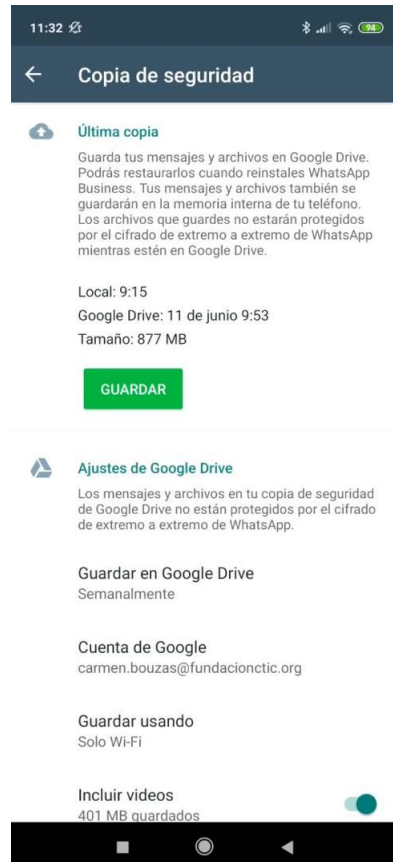 11:32 94
Copia de seguridad
Última copia
Guarda tus mensajes y archivos en Google Drive.
Podrás restaurarlos cuando reinstales WhatsApp
Business. Tus mensajes y archivos también se
guardarán en la memoria interna de tu teléfono.
Los archivos que guardes no estarán protegidos
por el cifrado de extremo a extremo de WhatsApp
mientras estén en Google Drive.
Local: 9:15
Google Drive: 11 de junio 9:53
Tamaño: 877 MB
GUARDAR
Ajustes de Google Drive
Los mensajes y archivos en tu copia de seguridad
de Google Drive no están protegidos por el cifrado
de extremo a extremo de WhatsApp.
Guardar en Google Drive
Semanalmente
Cuenta de Google
carmen.bouzas@fundacionctic.org
Guardar usando
Solo Wi-Fi
Incluir videos
401 MB guardados